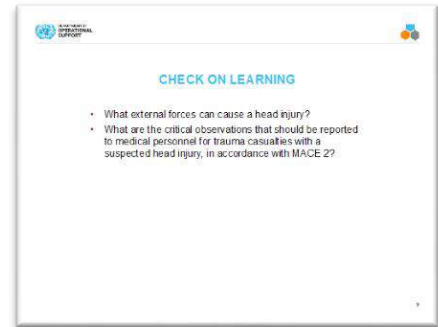 DEPARTMENT OF
OPERATIONAL
SUPPORT
CHECK ON LEARNING
• What external forces can cause a head injury?
• What are the critical observations that should be reported
to medical personnel for trauma casualties with a
suspected head injury, in accordance with MACE 2?